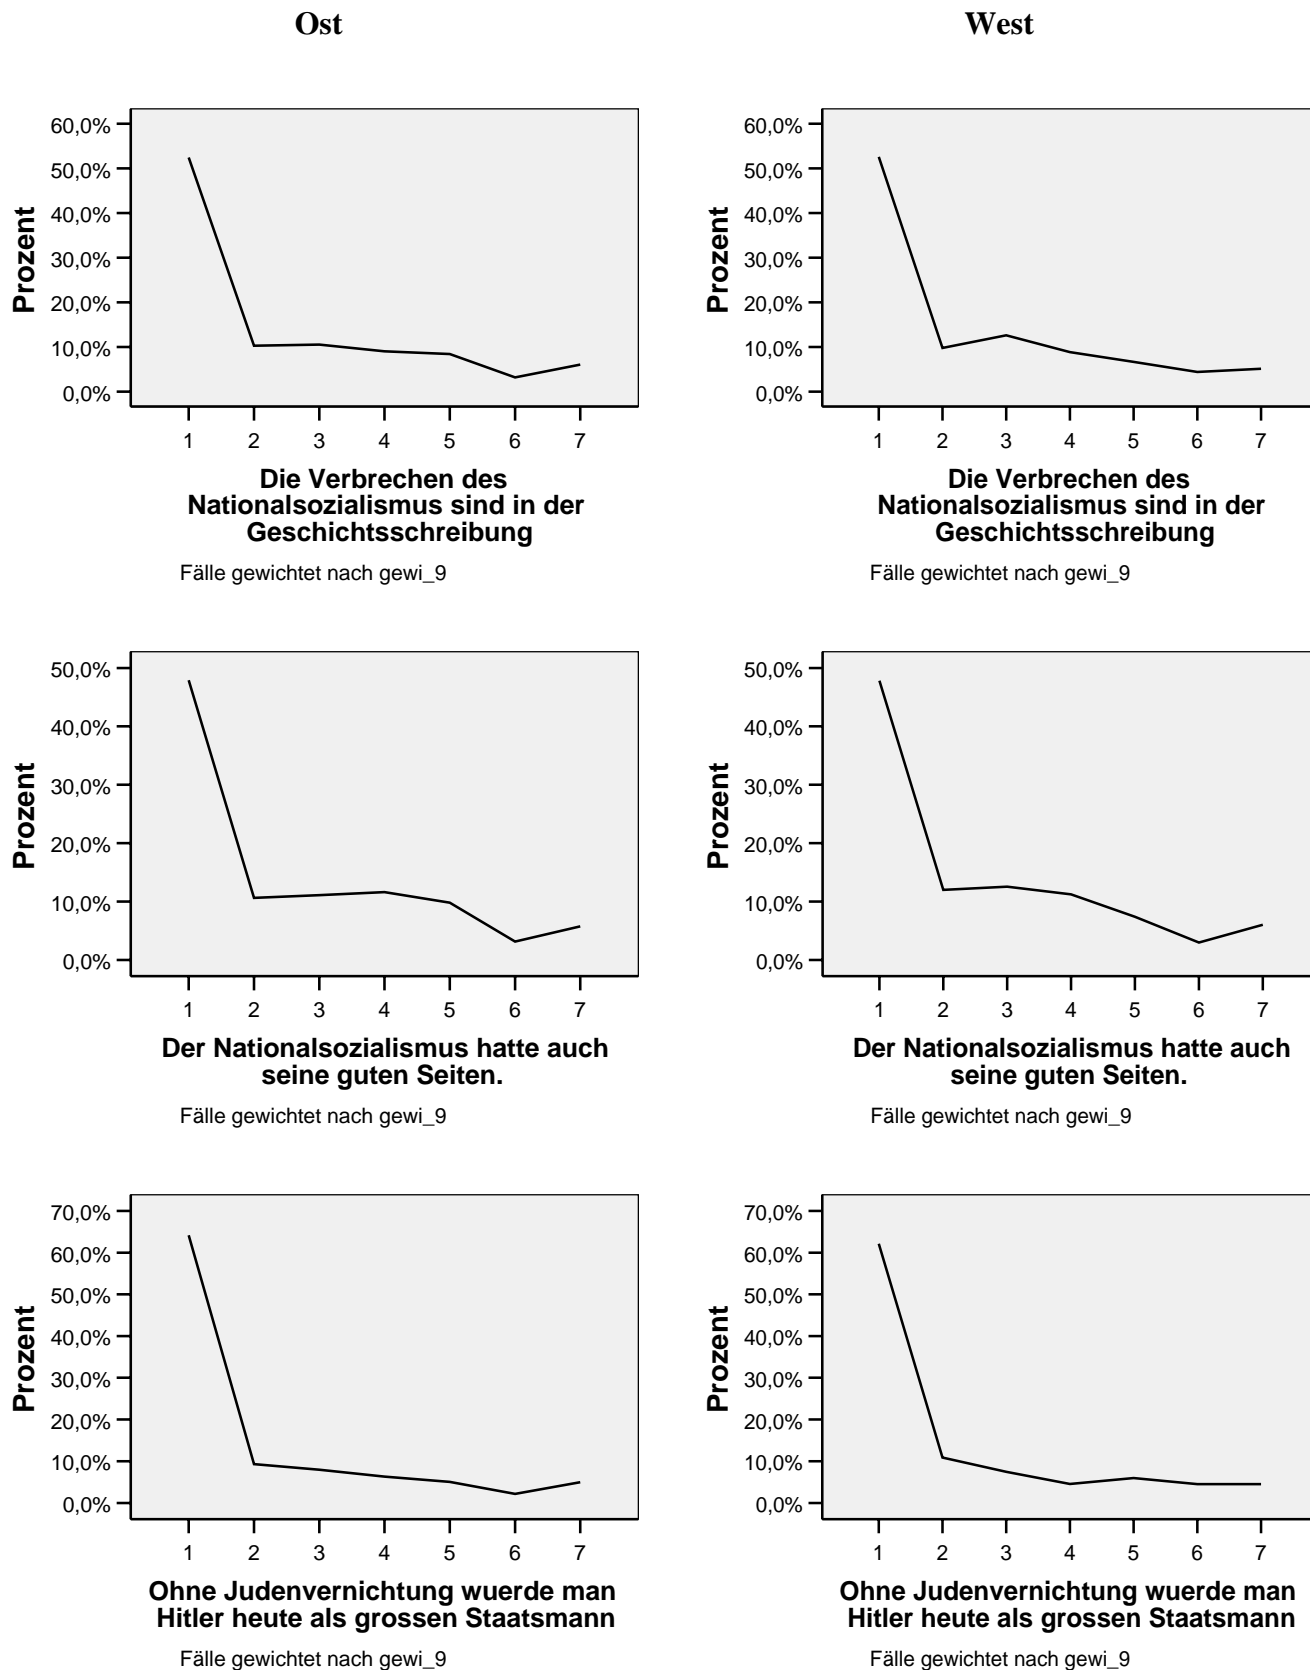 Ost
West
60,0%
50,0%
40,0%
30,0%
20,0%
10,0%
0,0%
Prozent
1 2 3 4 5 6 7
Die Verbrechen des
Nationalsozialismus sind in der
Geschichtsschreibung
Fälle gewichtet nach gewi_9
60,0%
50,0%
40,0%
30,0%
20,0%
10,0%
0,0%
Prozent
1 2 3 4 5 6 7
Die Verbrechen des
Nationalsozialismus sind in der
Geschichtsschreibung
Fälle gewichtet nach gewi_9
50,0%
40,0%
30,0%
20,0%
10,0%
0,0%
Prozent
1 2 3 4 5 6 7
Der Nationalsozialismus hatte auch
seine guten Seiten.
Fälle gewichtet nach gewi_9
50,0%
40,0%
30,0%
20,0%
10,0%
0,0%
Prozent
1 2 3 4 5 6 7
Der Nationalsozialismus hatte auch
seine guten Seiten.
Fälle gewichtet nach gewi_9
70,0%
60,0%
50,0%
40,0%
30,0%
20,0%
10,0%
0,0%
Prozent
1 2 3 4 5 6 7
Ohne Judenvernichtung wuerde man
Hitler heute als grossen Staatsmann
Fälle gewichtet nach gewi_9
70,0%
60,0%
50,0%
40,0%
30,0%
20,0%
10,0%
0,0%
Prozent
1 2 3 4 5 6 7
Ohne Judenvernichtung wuerde man
Hitler heute als grossen Staatsmann
Fälle gewichtet nach gewi_9